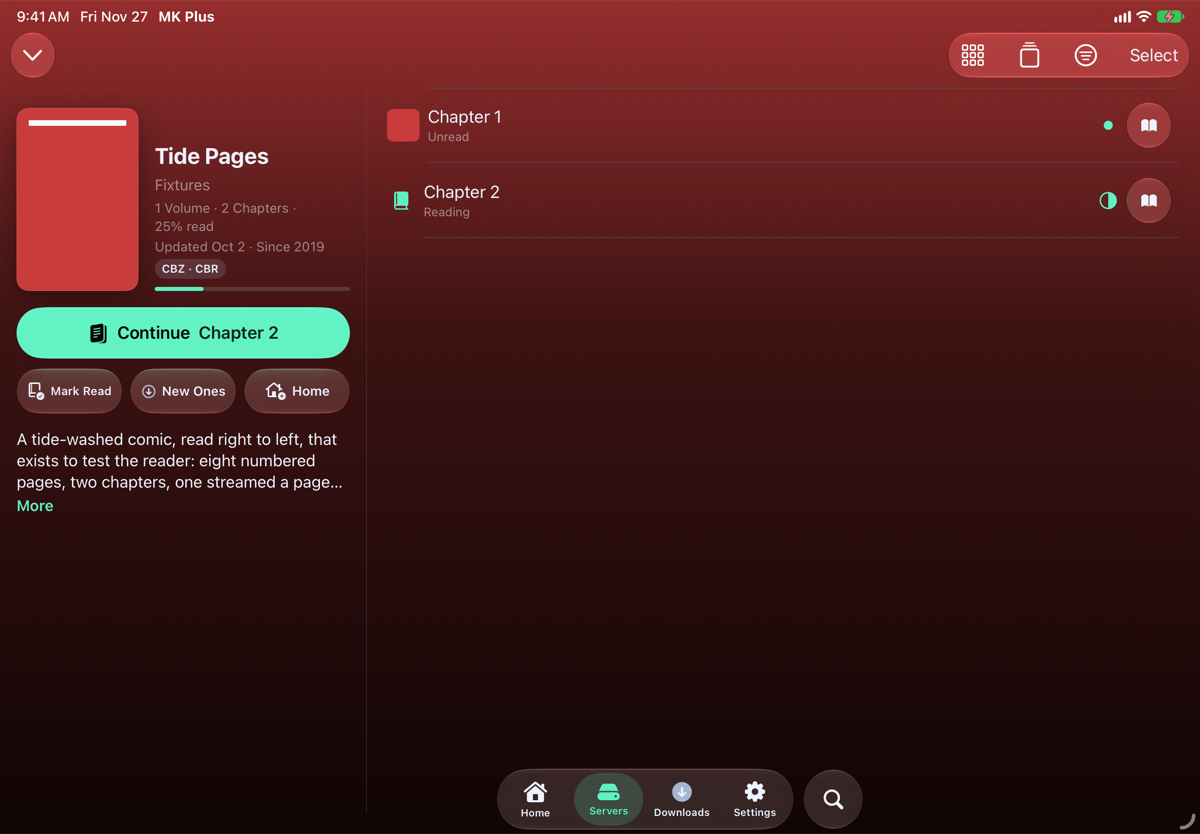 9:41 AM Fri Nov 27 MK Plus
Select
Tide Pages
Fixtures
1 Volume · 2 Chapters ·
25% read
Updated Oct 2 · Since 2019
CBZ · CBR
Continue Chapter 2
Mark Read
New Ones
Home
A tide-washed comic, read right to left, that
exists to test the reader: eight numbered
pages, two chapters, one streamed a page...
More
Chapter 1
Unread
Chapter 2
Reading
Home
Servers
Downloads
Settings